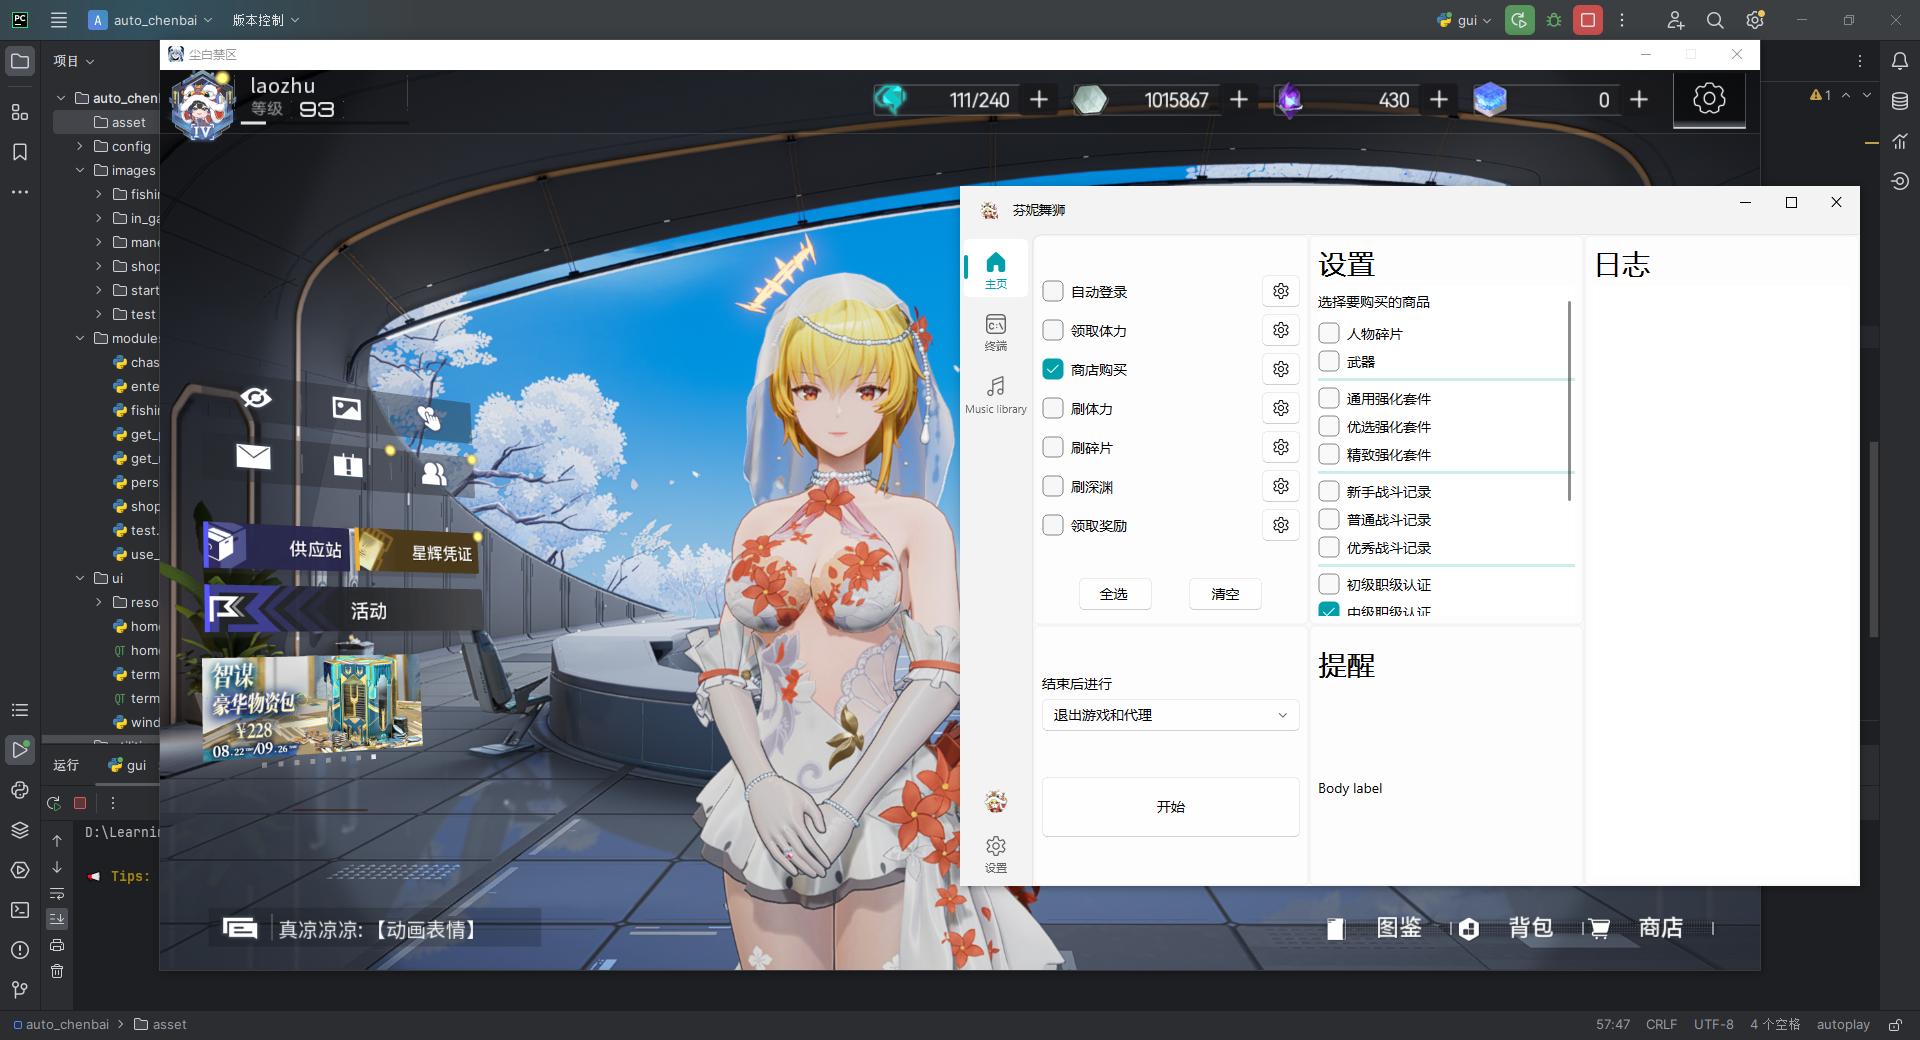 PC
A auto_chenbai
版本控制
gui
项目
尘白禁区
auto_chen
asset
config
images
fishi
in_ga
mane
shop
start
test
module
chas
ente
fishi
get_
get_
pers
shop
test.
use_
ui
reso
hom
hom
term
term
wind
运行
gui
D:\Learnin
Tips:
laozhu
等级 93
IV
111/240
1015867
430
0
供应站
星辉凭证
活动
智谋
豪华物资包
¥228
08.22
09.26
真凉凉凉:【动画表情】
图鉴
背包
商店
芬妮舞狮
主页
终端
Music library
设置
自动登录
领取体力
商店购买
刷体力
刷碎片
刷深渊
领取奖励
全选
清空
结束后进行
退出游戏和代理
开始
设置
选择要购买的商品
人物碎片
武器
通用强化套件
优选强化套件
精致强化套件
新手战斗记录
普通战斗记录
优秀战斗记录
初级职级认证
中级职级认证
提醒
Body label
日志
1
auto_chenbai > asset
57:47 CRLF UTF-8 4 个空格 autoplay